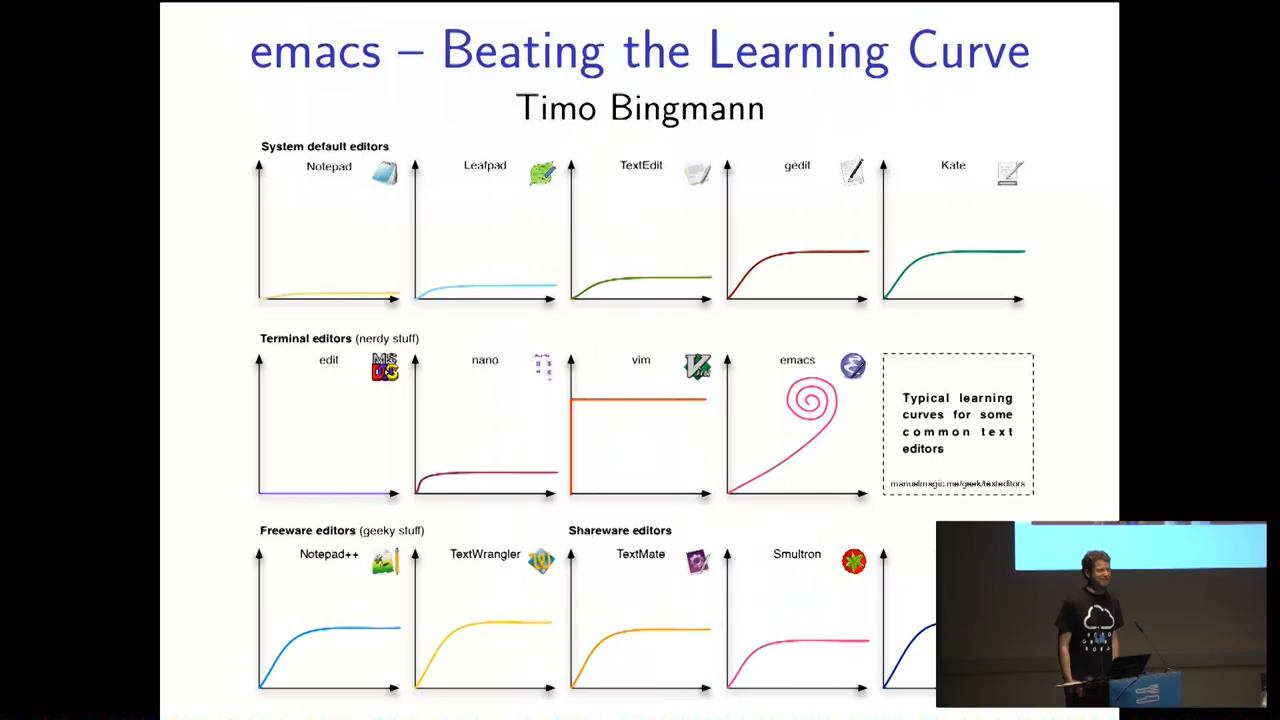 emacs – Beating the Learning Curve
Timo Bingmann
System default editors
Notepad
Leafpad
TextEdit
gedit
Kate
Terminal editors (nerdy stuff)
edit
nano
vim
emacs
Typical learning
curves for some
common text
editors
manualmagic.me/geek/texteditors
Freeware editors (geeky stuff)
Shareware editors
Notepad++
TextWrangler
TextMate
Smultron